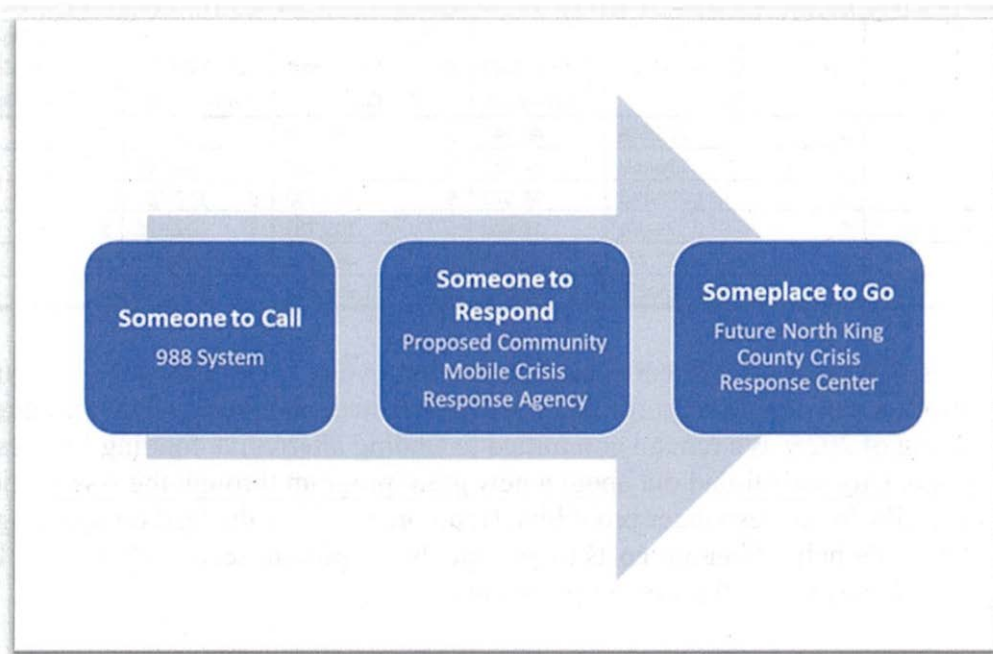 Someone to Call
988 System
Someone to
Respond
Proposed Community
Mobile Crisis
Response Agency
Someplace to Go
Future North King
County Crisis
Response Center